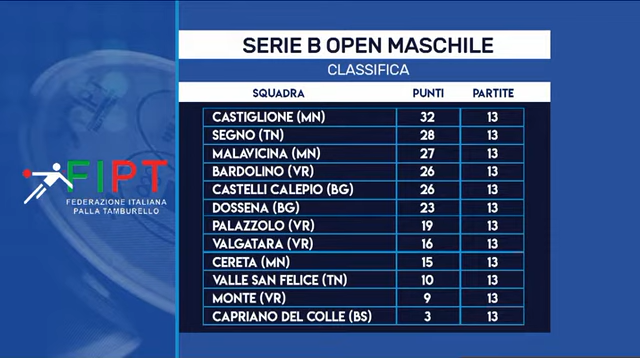 SERIE B OPEN MASCHILE
CLASSIFICA
SQUADRA PUNTI PARTITE
CASTIGLIONE (MN) 32 13
SEGNO (TN) 28 13
MALAVICINA (MN) 27 13
BARDOLINO (VR) 26 13
CASTELLI CALEPIO (BG) 26 13
DOSSENA (BG) 23 13
PALAZZOLO (VR) 19 13
VALGATARA (VR) 16 13
CERETA (MN) 15 13
VALLE SAN FELICE (TN) 10 13
MONTE (VR) 9 13
CAPRIANO DEL COLLE (BS) 3 13
FIPT
FEDERAZIONE ITALIANA
PALLA TAMBURELLO